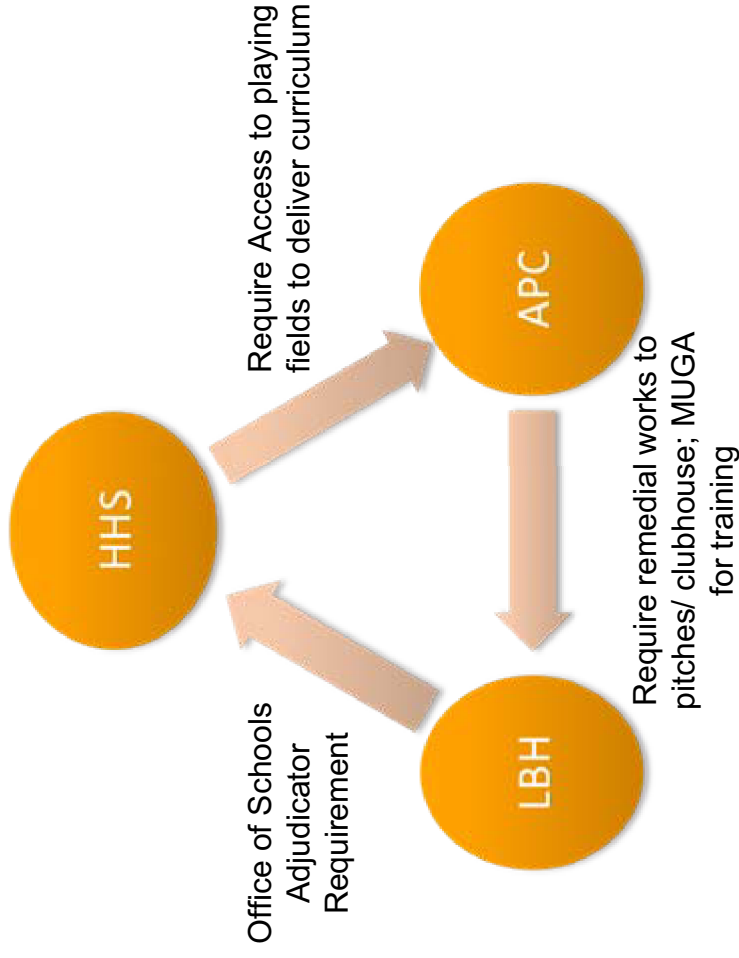 HHS
Require Access to playing
fields to deliver curriculum
APC
Require remedial works to
pitches/ clubhouse; MUGA
for training
LBH
Office of Schools
Adjudicator
Requirement